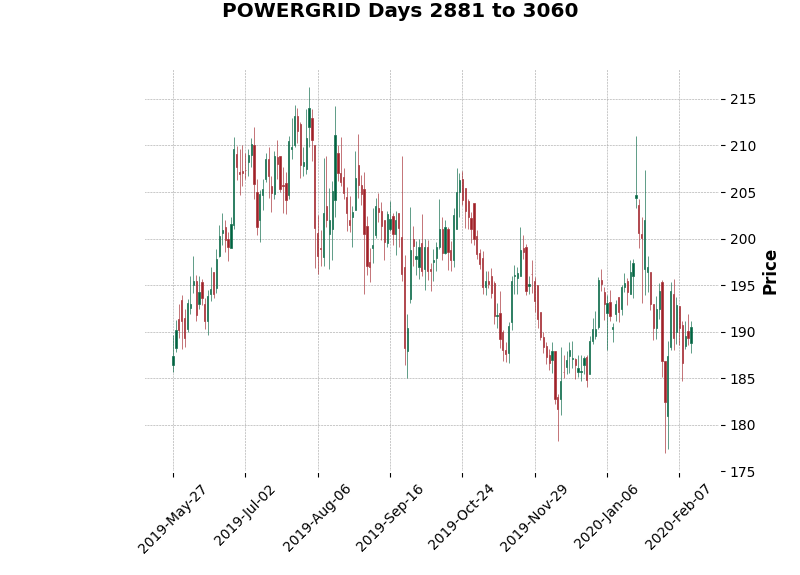 POWERGRID Days 2881 to 3060
215
210
205
200
195
190
185
180
175
Price
2019-May-27
2019-Jul-02
2019-Aug-06
2019-Sep-16
2019-Oct-24
2019-Nov-29
2020-Jan-06
2020-Feb-07